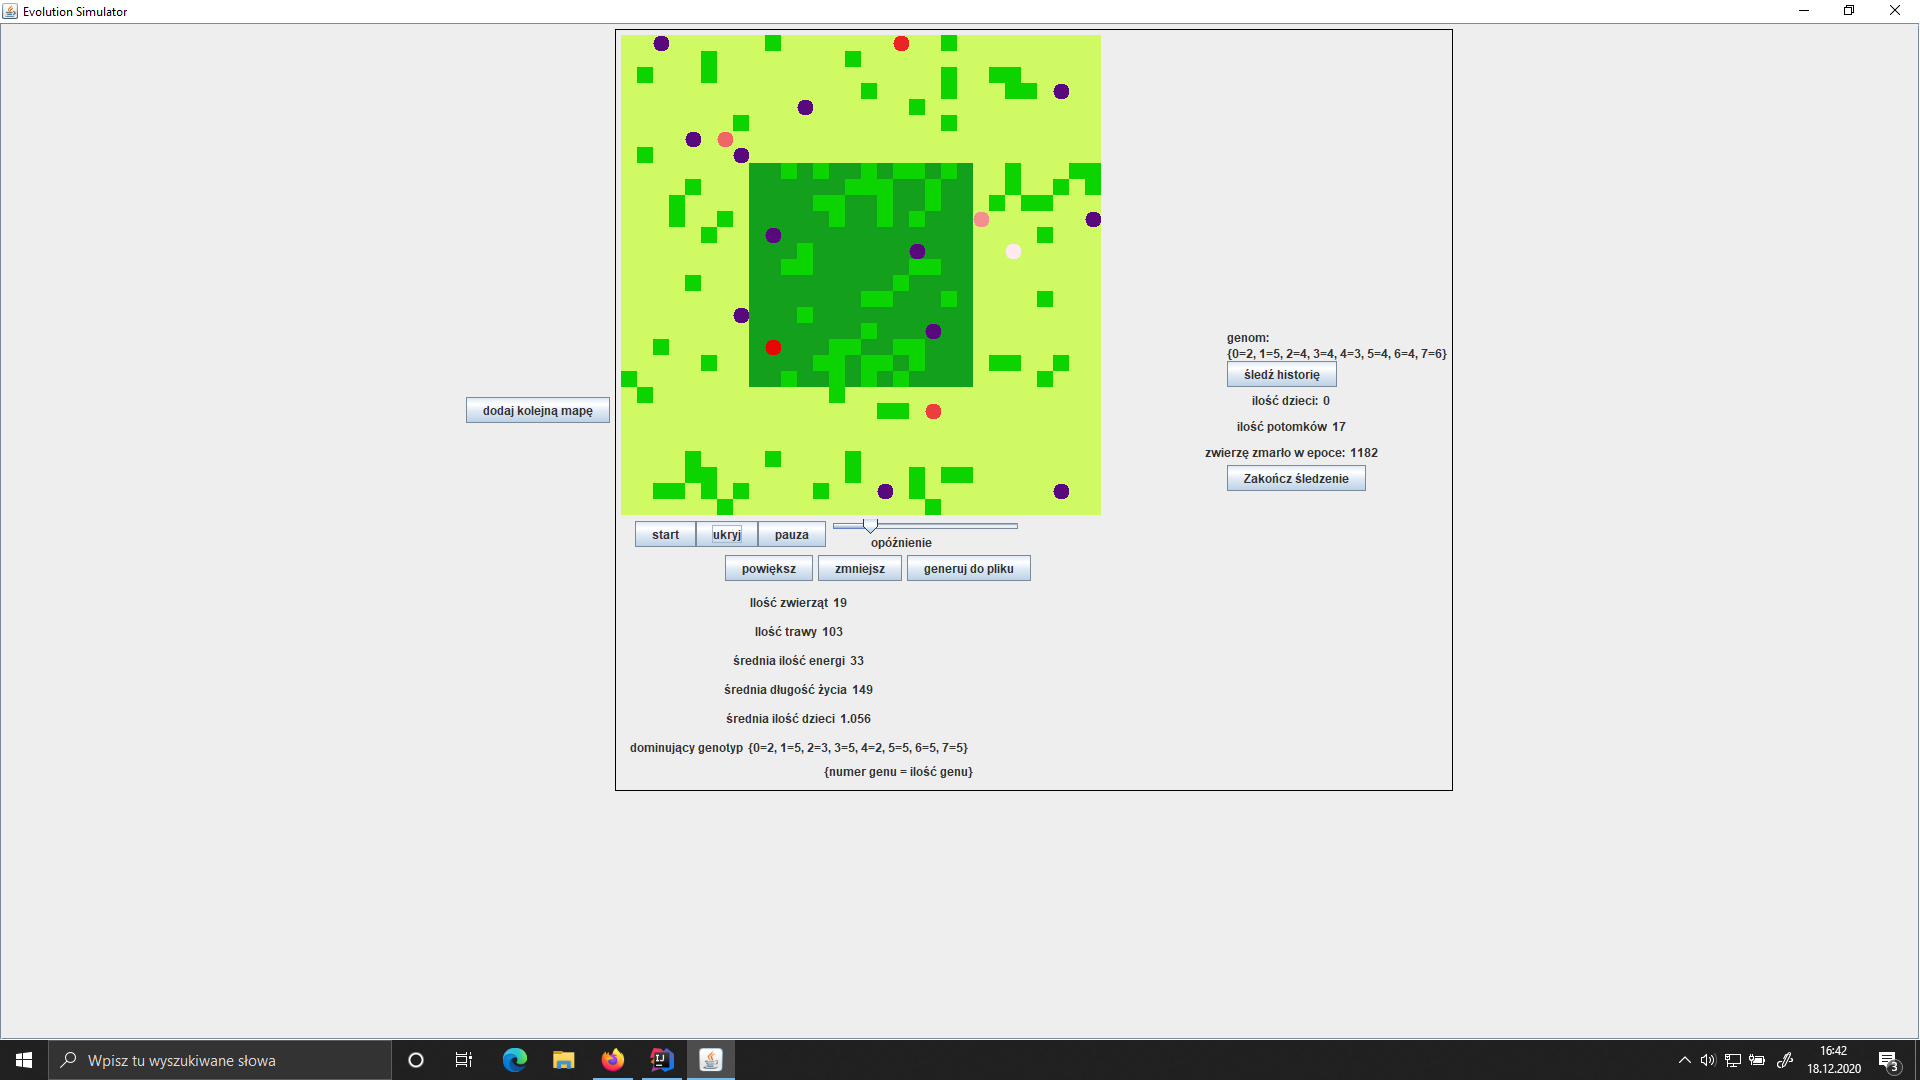 Evolution Simulator
dodaj kolejną mapę
genom:
{0=2, 1=5, 2=4, 3=4, 4=3, 5=4, 6=4, 7=6}
śledź historię
ilość dzieci: 0
ilość potomków 17
zwierzę zmarło w epoce: 1182
Zakończ śledzenie
start ukryj pauza
opóźnienie
powiększ zmniejsz generuj do pliku
Ilość zwierząt 19
Ilość trawy 103
średnia ilość energi 33
średnia długość życia 149
średnia ilość dzieci 1.056
dominujący genotyp {0=2, 1=5, 2=3, 3=5, 4=2, 5=5, 6=5, 7=5}
{numer genu = ilość genu}
Wpisz tu wyszukiwane słowa
16:42
18.12.2020
3